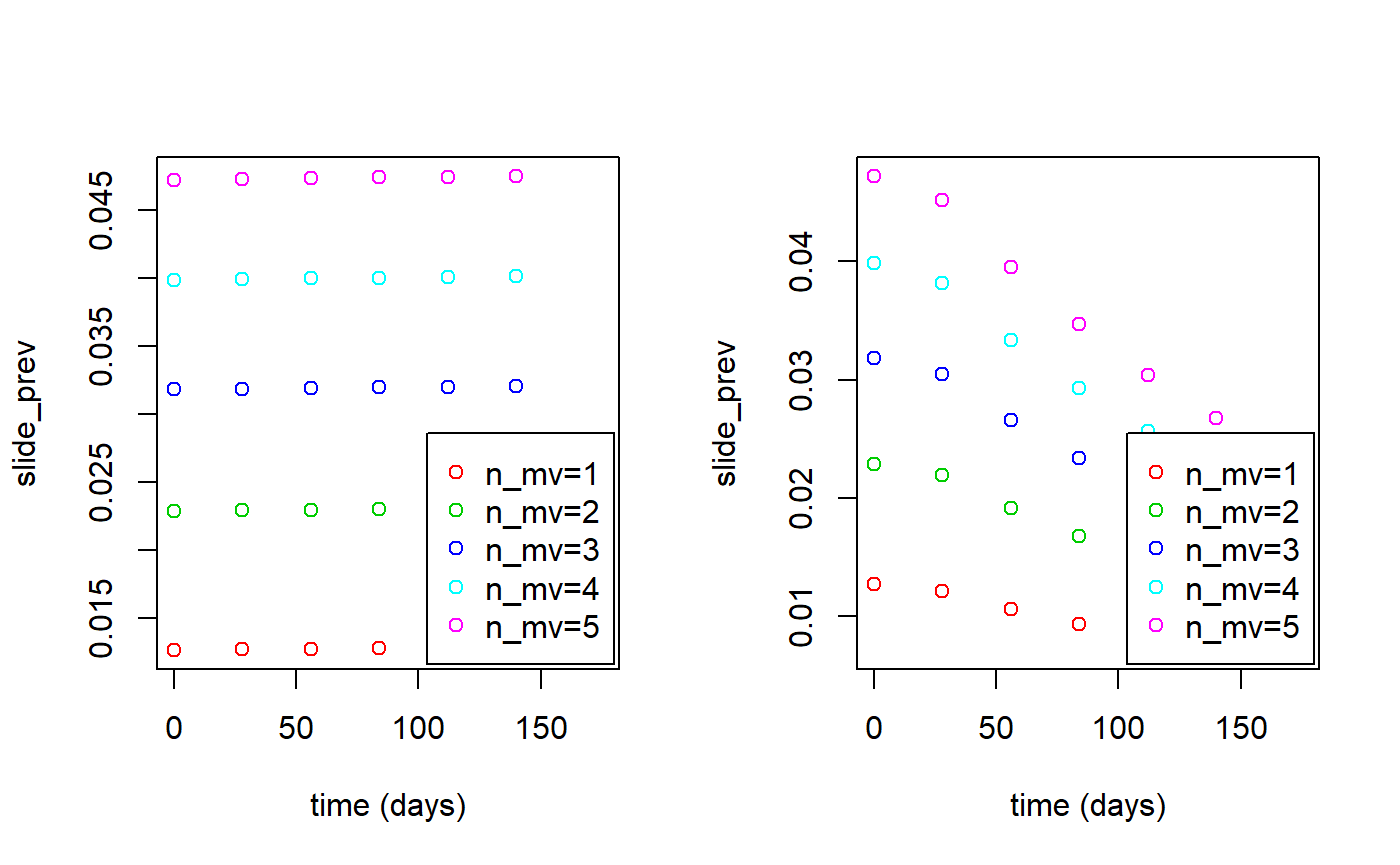 slide_prev
0.045
0.035
0.025
0.015
n_mv=1
n_mv=2
n_mv=3
n_mv=4
n_mv=5
0 50 100 150
time (days)
slide_prev
0.04
0.03
0.02
0.01
n_mv=1
n_mv=2
n_mv=3
n_mv=4
n_mv=5
0 50 100 150
time (days)